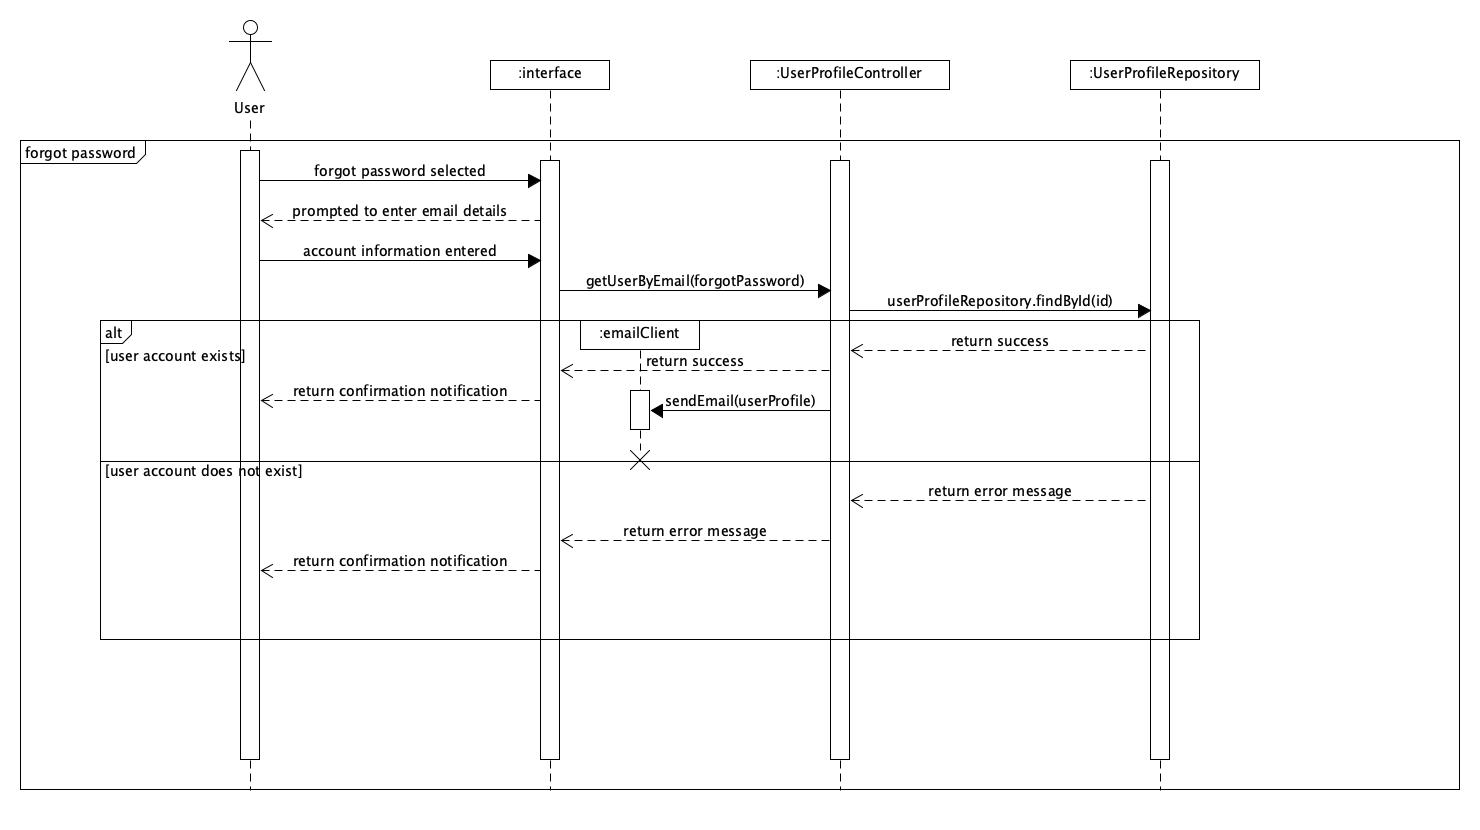 User
:interface
:UserProfileController
:UserProfileRepository
forgot password
forgot password selected
prompted to enter email details
account information entered
getUserByEmail(forgotPassword)
userProfileRepository.findById(id)
alt
:emailClient
[user account exists]
return success
return success
return confirmation notification
sendEmail(userProfile)
[user account does not exist]
return error message
return error message
return confirmation notification